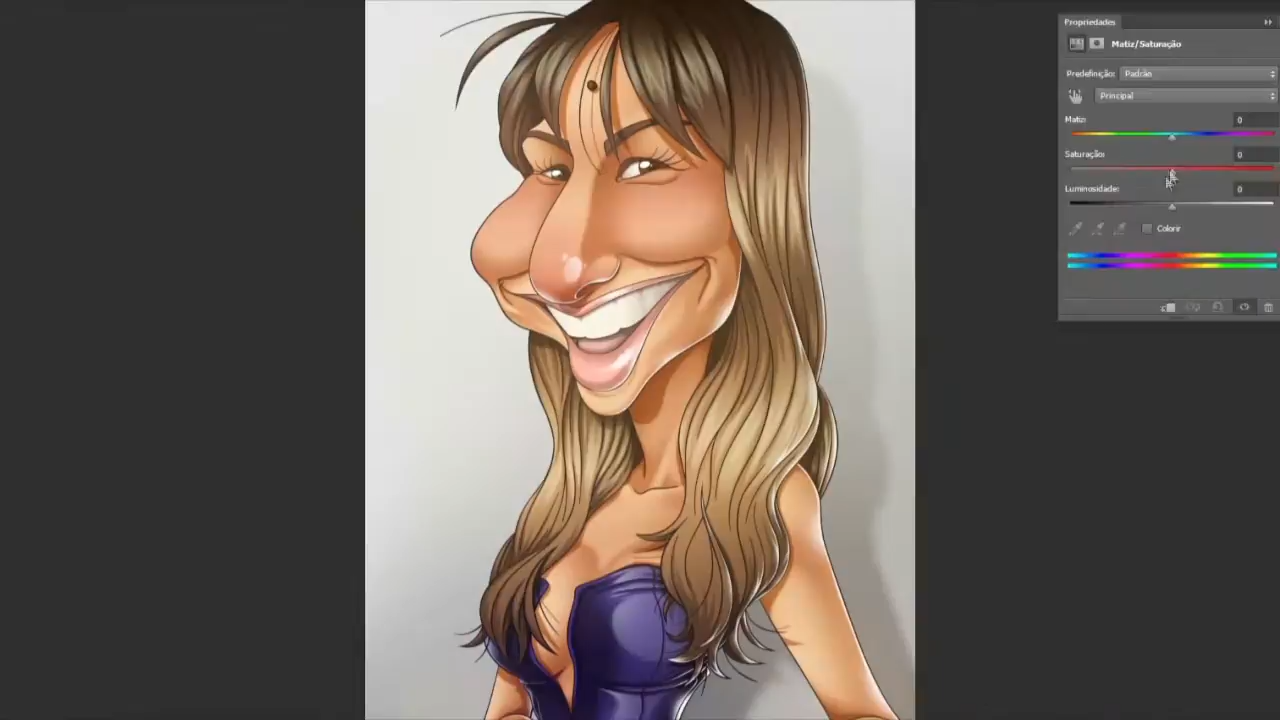 Propriedades
Matiz/Saturação
Predefinição: Padrão
Principal
Matiz: 0
Saturação: 0
Luminosidade: 0
Colorir